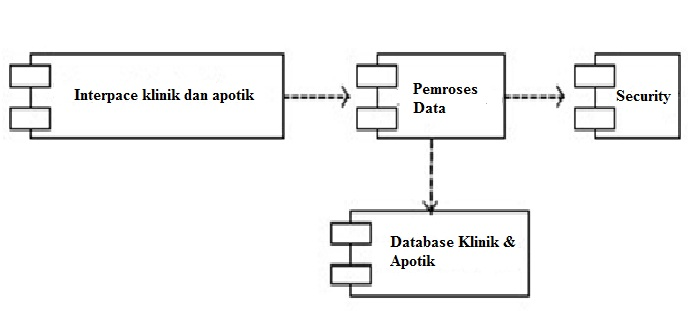 Interpace klinik dan apotik
Pemroses
Data
Security
Database Klinik &
Apotik